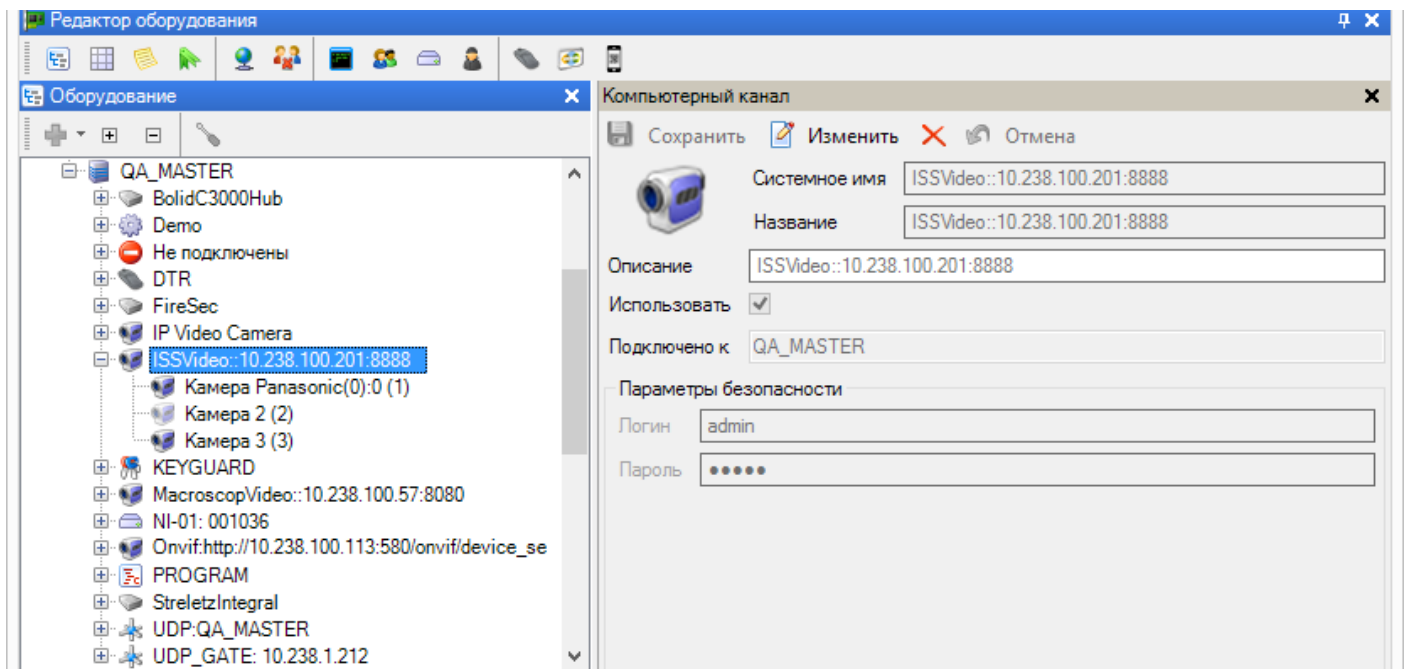 Редактор оборудования
Оборудование
Компьютерный канал
Сохранить Изменить Отмена
QA_MASTER
BolidC3000Hub
Demo
Не подключены
DTR
FireSec
IP Video Camera
ISSVideo::10.238.100.201:8888
Камера Panasonic(0):0 (1)
Камера 2 (2)
Камера 3 (3)
KEYGUARD
MacroscopVideo::10.238.100.57:8080
NI-01: 001036
Onvif:http://10.238.100.113:580/onvif/device_se
PROGRAM
StreletzIntegral
UDP:QA_MASTER
UDP_GATE: 10.238.1.212
Системное имя ISSVideo::10.238.100.201:8888
Название ISSVideo::10.238.100.201:8888
Описание ISSVideo::10.238.100.201:8888
Использовать
Подключено к QA_MASTER
Параметры безопасности
Логин admin
Пароль •••••